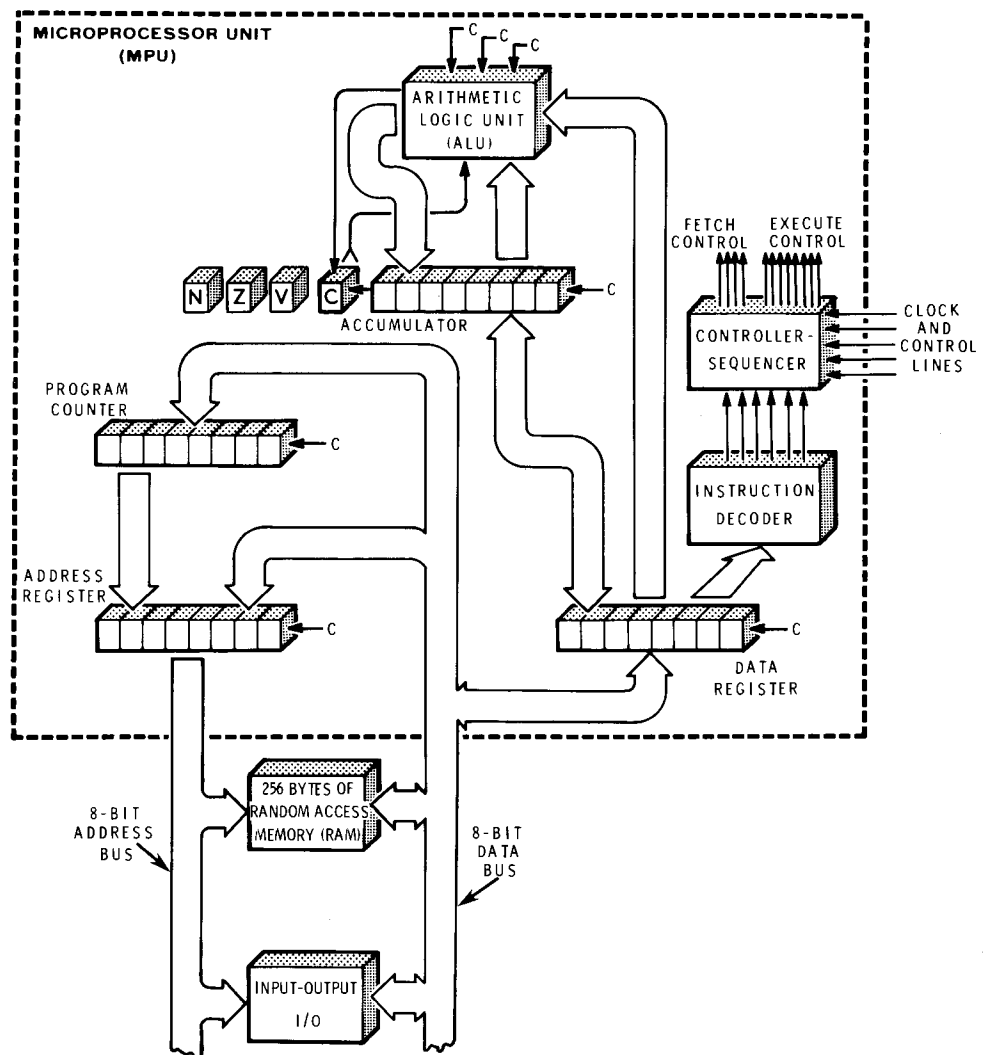 MICROPROCESSOR UNIT
(MPU)
C
C
C
ARITHMETIC
LOGIC UNIT
(ALU)
FETCH
CONTROL
EXECUTE
CONTROL
N
Z
V
C
C
ACCUMULATOR
CONTROLLER-
SEQUENCER
CLOCK
AND
CONTROL
LINES
PROGRAM
COUNTER
C
INSTRUCTION
DECODER
ADDRESS
REGISTER
C
C
DATA
REGISTER
256 BYTES OF
RANDOM ACCESS
MEMORY (RAM)
8-BIT
ADDRESS
BUS
8-BIT
DATA
BUS
INPUT-OUTPUT
I/O